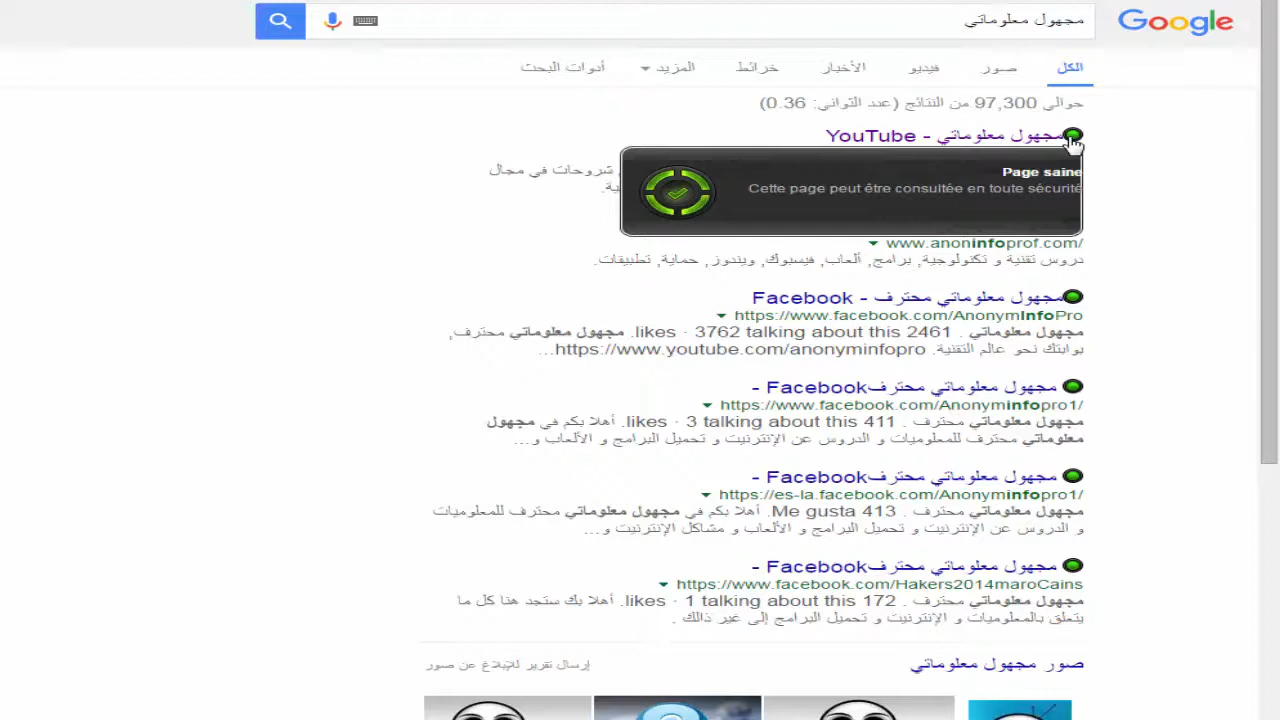 مجهول معلوماتي
Google
الكل صور فيديو الأخبار خرائط المزيد أدوات البحث
حوالي 97,300 من النتائج (عدد الثواني: 0.36)
مجهول معلوماتي - YouTube
Page saine
شروحات في مجال
Cette page peut être consultée en toute sécurité
www.anoninfoprof.com/
دروس تقنية و تكنولوجية, برامج, ألعاب, فيسبوك, ويندوز, حماية, تطبيقات.
مجهول معلوماتي محترف - Facebook
https://www.facebook.com/AnonymInfoPro
مجهول معلوماتي محترف . 2461 likes · 3762 talking about this. مجهول معلوماتي محترف,
بوابتك نحو عالم التقنية. https://www.youtube.com/anonyminfopro...
مجهول معلوماتي محترف - Facebook
https://www.facebook.com/Anonyminfopro1/
مجهول معلوماتي محترف . 411 likes · 3 talking about this. أهلا بكم في مجهول
معلوماتي محترف للمعلوميات و الدروس عن الإنترنيت و تحميل البرامج و الألعاب و...
مجهول معلوماتي محترف - Facebook
https://es-la.facebook.com/Anonyminfopro1/
مجهول معلوماتي محترف . 413 Me gusta. أهلا بكم في مجهول معلوماتي محترف للمعلوميات
و الدروس عن الإنترنيت و تحميل البرامج و الألعاب و مشاكل الإنترنيت و...
مجهول معلوماتي محترف - Facebook
https://www.facebook.com/Hakers2014maroCains
مجهول معلوماتي محترف . 172 likes · 1 talking about this. أهلا بك ستجد هنا كل ما
يتعلق بالمعلوميات و الإنترنيت و تحميل البرامج إلى غير ذالك .
صور مجهول معلوماتي
إرسال تقرير للإبلاغ عن صور